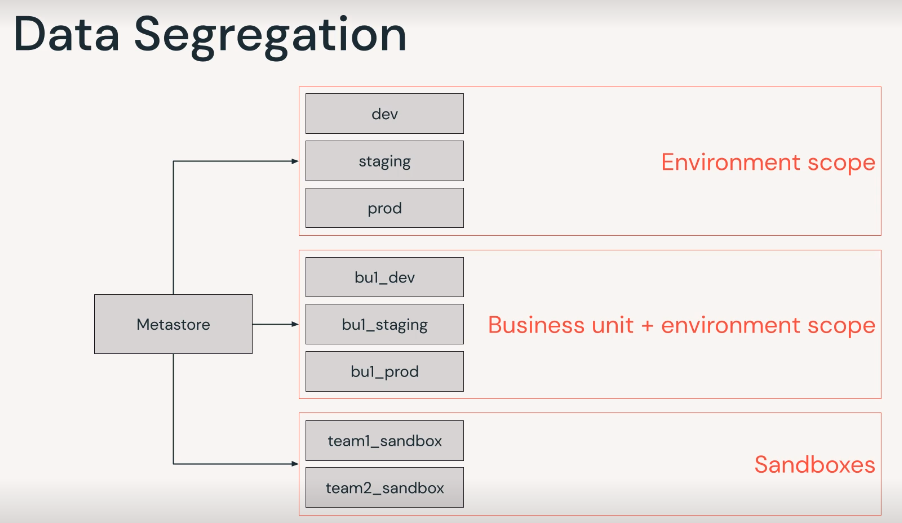 Data Segregation
dev
staging
prod
Environment scope
Metastore
bu1_dev
bu1_staging
bu1_prod
Business unit + environment scope
team1_sandbox
team2_sandbox
Sandboxes